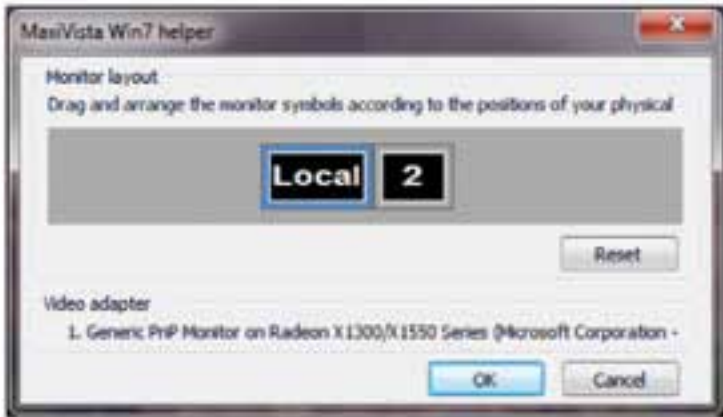 MaxiVista Win7 helper
Monitor layout
Drag and arrange the monitor symbols according to the positions of your physical
Local 2
Reset
Video adapter
1. Generic PnP Monitor on Radeon X1300/X1550 Series (Microsoft Corporation -
OK Cancel